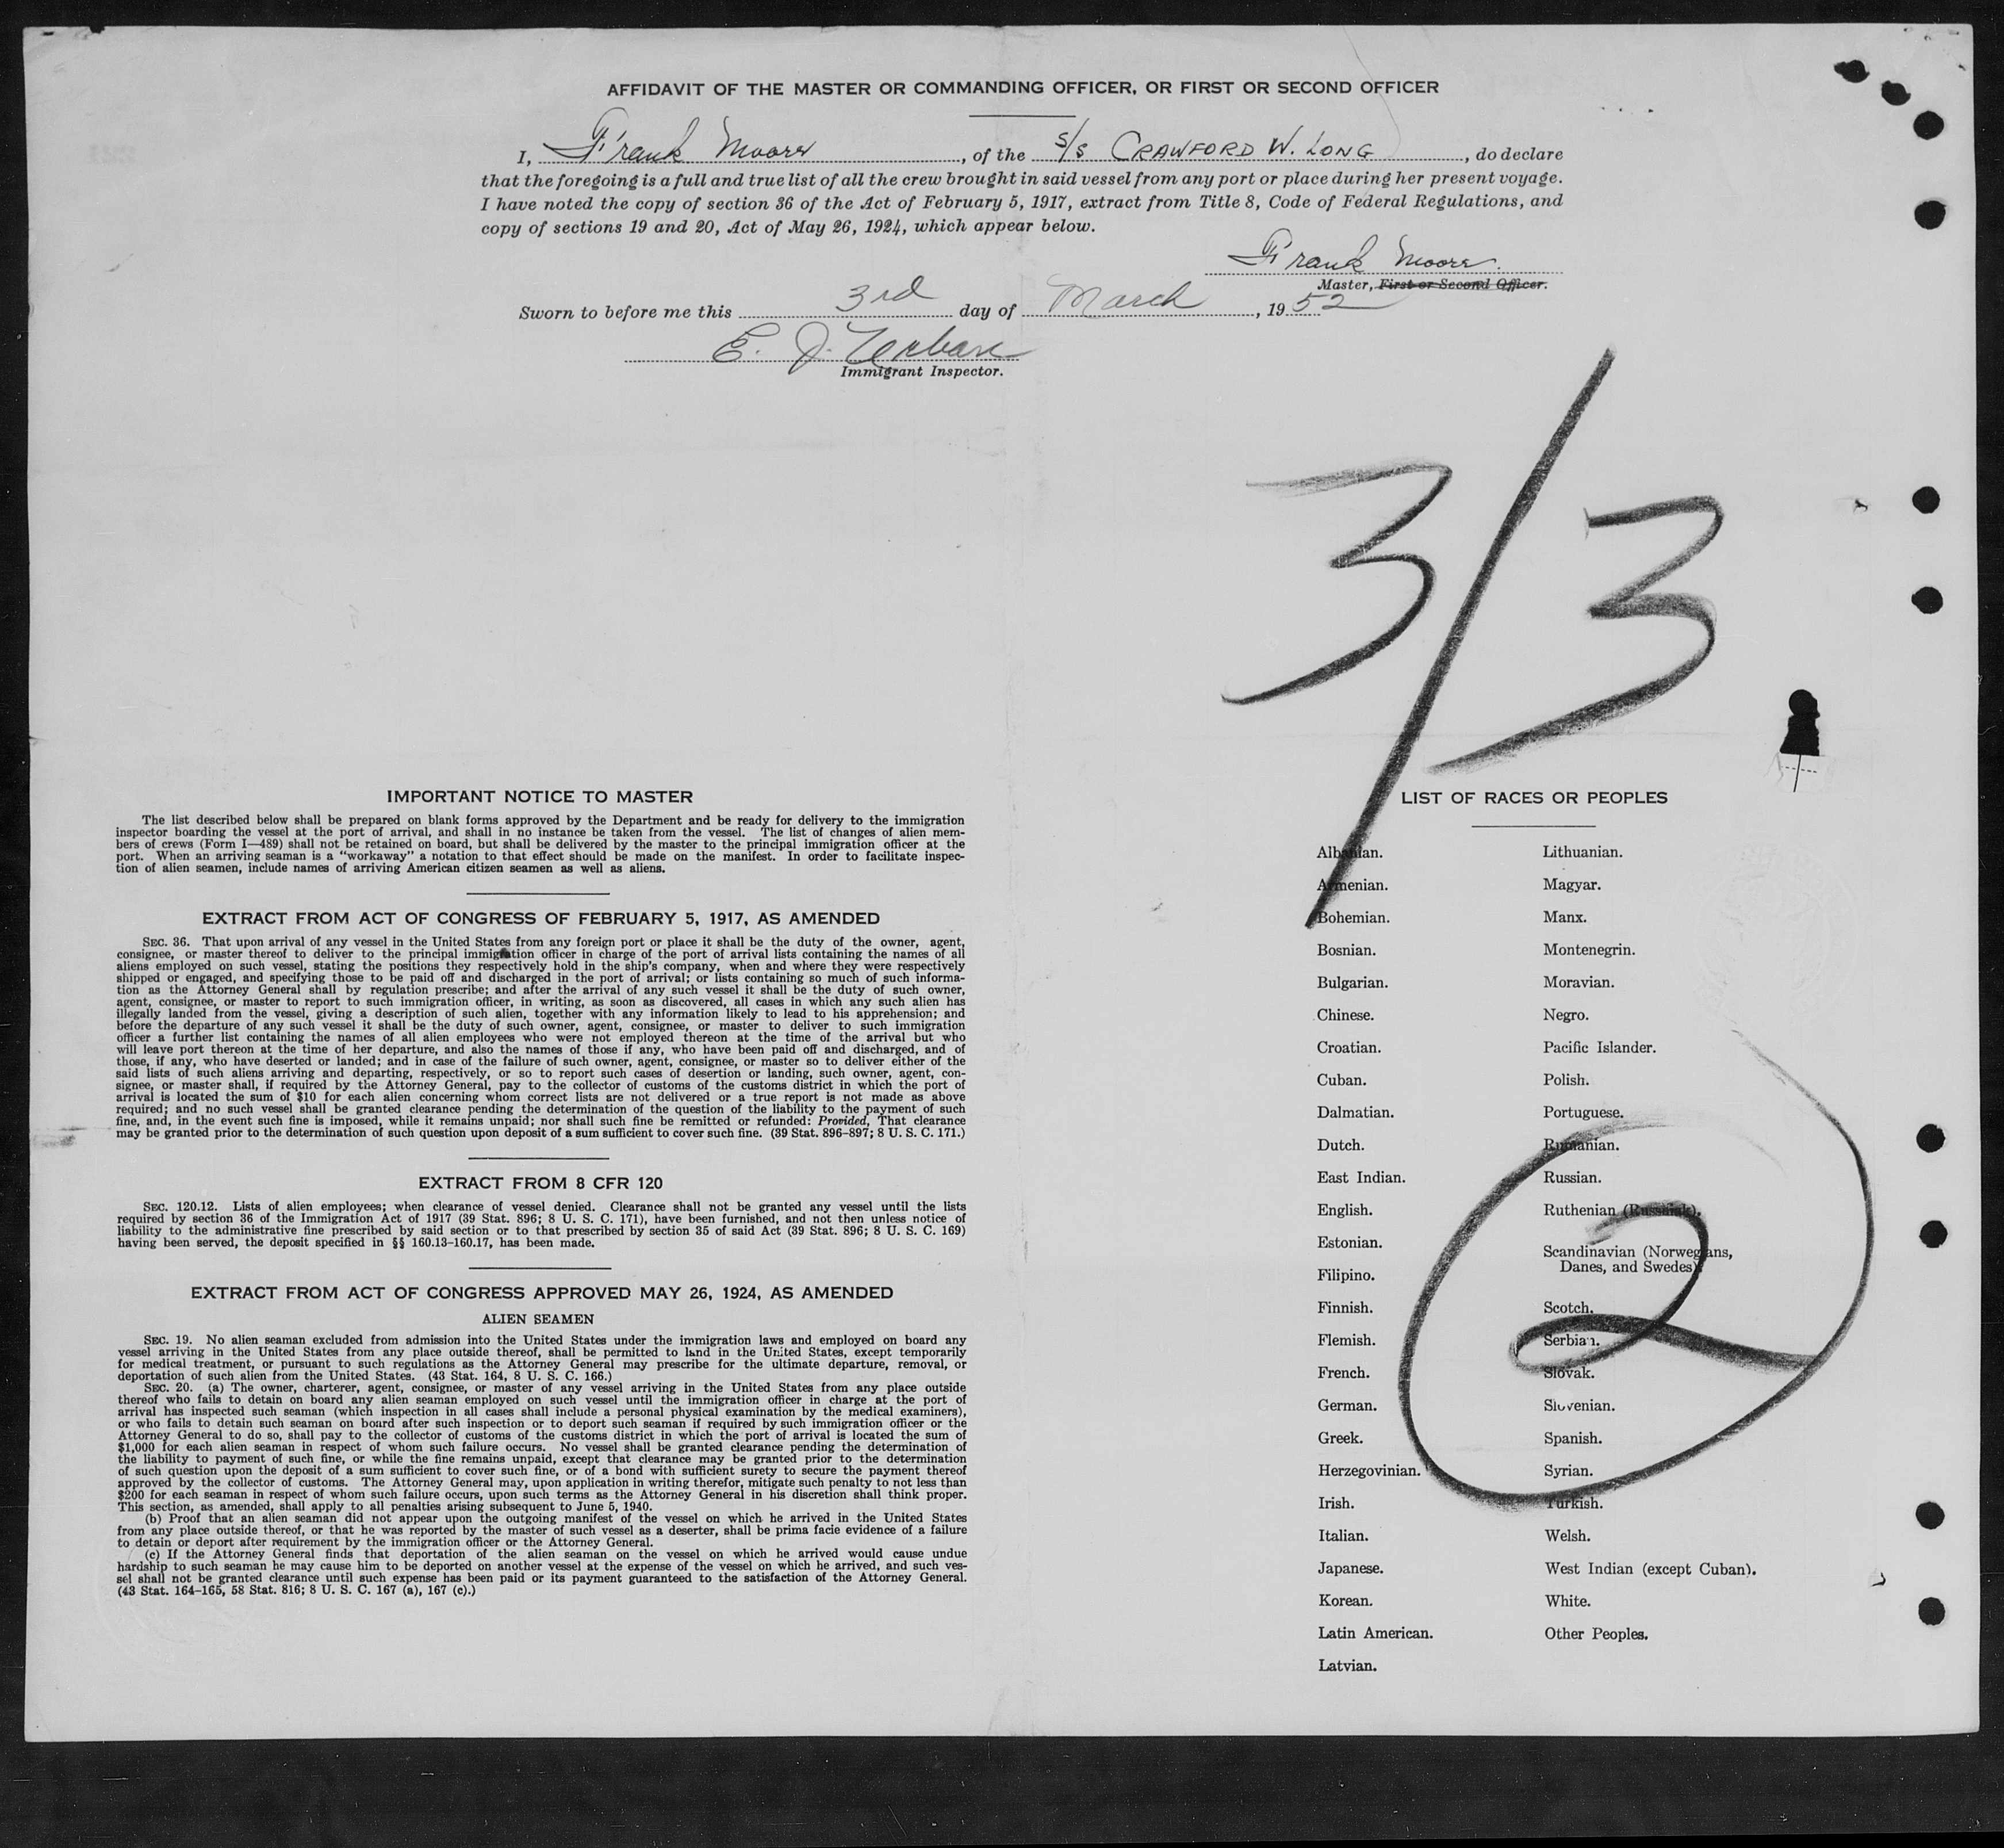 AFFIDAVIT OF THE MASTER OR COMMANDING OFFICER, OR FIRST OR SECOND OFFICER
I, Frank Moore, of the S/S CRAWFORD W. LONG, do declare
that the foregoing is a full and true list of all the crew brought in said vessel from any port or place during her present voyage.
I have noted the copy of section 36 of the Act of February 5, 1917, extract from Title 8, Code of Federal Regulations, and
copy of sections 19 and 20, Act of May 26, 1924, which appear below.
Frank Moore.
Master, First or Second Officer.
Sworn to before me this 3rd day of March, 1952
E. J.
Immigrant Inspector.
3/3
IMPORTANT NOTICE TO MASTER
The list described below shall be prepared on blank forms approved by the Department and be ready for delivery to the immigration
inspector boarding the vessel at the port of arrival, and shall in no instance be taken from the vessel. The list of changes of alien mem-
bers of crews (Form I—489) shall not be retained on board, but shall be delivered by the master to the principal immigration officer at the
port. When an arriving seaman is a "workaway" a notation to that effect should be made on the manifest. In order to facilitate inspec-
tion of alien seamen, include names of arriving American citizen seamen as well as aliens.
EXTRACT FROM ACT OF CONGRESS OF FEBRUARY 5, 1917, AS AMENDED
SEC. 36. That upon arrival of any vessel in the United States from any foreign port or place it shall be the duty of the owner, agent,
consignee, or master thereof to deliver to the principal immigration officer in charge of the port of arrival lists containing the names of all
aliens employed on such vessel, stating the positions they respectively hold in the ship's company, when and where they were respectively
shipped or engaged, and specifying those to be paid off and discharged in the port of arrival; or lists containing so much of such informa-
tion as the Attorney General shall by regulation prescribe; and after the arrival of any such vessel it shall be the duty of such owner,
agent, consignee, or master to report to such immigration officer, in writing, as soon as discovered, all cases in which any such alien has
illegally landed from the vessel, giving a description of such alien, together with any information likely to lead to his apprehension; and
before the departure of any such vessel it shall be the duty of such owner, agent, consignee, or master to deliver to such immigration
officer a further list containing the names of all alien employees who were not employed thereon at the time of the arrival but who
will leave port thereon at the time of her departure, and also the names of those if any, who have been paid off and discharged, and of
those, if any, who have deserted or landed; and in case of the failure of such owner, agent, consignee, or master so to deliver either of the
said lists of such aliens arriving and departing, respectively, or so to report such cases of desertion or landing, such owner, agent, con-
signee, or master shall, if required by the Attorney General, pay to the collector of customs of the customs district in which the port of
arrival is located the sum of $10 for each alien concerning whom correct lists are not delivered or a true report is not made as above
required; and no such vessel shall be granted clearance pending the determination of the question of the liability to the payment of such
fine, and, in the event such fine is imposed, while it remains unpaid; nor shall such fine be remitted or refunded: Provided, That clearance
may be granted prior to the determination of such question upon deposit of a sum sufficient to cover such fine. (39 Stat. 896–897; 8 U. S. C. 171.)
EXTRACT FROM 8 CFR 120
SEC. 120.12. Lists of alien employees; when clearance of vessel denied. Clearance shall not be granted any vessel until the lists
required by section 36 of the Immigration Act of 1917 (39 Stat. 896; 8 U. S. C. 171), have been furnished, and not then unless notice of
liability to the administrative fine prescribed by said section or to that prescribed by section 35 of said Act (39 Stat. 896; 8 U. S. C. 169)
having been served, the deposit specified in §§ 160.13–160.17, has been made.
EXTRACT FROM ACT OF CONGRESS APPROVED MAY 26, 1924, AS AMENDED
ALIEN SEAMEN
SEC. 19. No alien seaman excluded from admission into the United States under the immigration laws and employed on board any
vessel arriving in the United States from any place outside thereof, shall be permitted to land in the United States, except temporarily
for medical treatment, or pursuant to such regulations as the Attorney General may prescribe for the ultimate departure, removal, or
deportation of such alien from the United States. (43 Stat. 164, 8 U. S. C. 166.)
SEC. 20. (a) The owner, charterer, agent, consignee, or master of any vessel arriving in the United States from any place outside
thereof who fails to detain on board any alien seaman employed on such vessel until the immigration officer in charge at the port of
arrival has inspected such seaman (which inspection in all cases shall include a personal physical examination by the medical examiners),
or who fails to detain such seaman on board after such inspection or to deport such seaman if required by such immigration officer or the
Attorney General to do so, shall pay to the collector of customs of the customs district in which the port of arrival is located the sum of
$1,000 for each alien seaman in respect of whom such failure occurs. No vessel shall be granted clearance pending the determination of
the liability to payment of such fine, or while the fine remains unpaid, except that clearance may be granted prior to the determination
of such question upon the deposit of a sum sufficient to cover such fine, or of a bond with sufficient surety to secure the payment thereof
approved by the collector of customs. The Attorney General may, upon application in writing therefor, mitigate such penalty to not less than
$200 for each seaman in respect of whom such failure occurs, upon such terms as the Attorney General in his discretion shall think proper.
This section, as amended, shall apply to all penalties arising subsequent to June 5, 1940.
(b) Proof that an alien seaman did not appear upon the outgoing manifest of the vessel on which he arrived in the United States
from any place outside thereof, or that he was reported by the master of such vessel as a deserter, shall be prima facie evidence of a failure
to detain or deport after requirement by the immigration officer or the Attorney General.
(c) If the Attorney General finds that deportation of the alien seaman on the vessel on which he arrived would cause undue
hardship to such seaman he may cause him to be deported on another vessel at the expense of the vessel on which he arrived, and such ves-
sel shall not be granted clearance until such expense has been paid or its payment guaranteed to the satisfaction of the Attorney General.
(43 Stat. 164–165, 58 Stat. 816; 8 U. S. C. 167 (a), 167 (c).)
LIST OF RACES OR PEOPLES
Albanian.
Armenian.
Bohemian.
Bosnian.
Bulgarian.
Chinese.
Croatian.
Cuban.
Dalmatian.
Dutch.
East Indian.
English.
Estonian.
Filipino.
Finnish.
Flemish.
French.
German.
Greek.
Herzegovinian.
Irish.
Italian.
Japanese.
Korean.
Latin American.
Latvian.
Lithuanian.
Magyar.
Manx.
Montenegrin.
Moravian.
Negro.
Pacific Islander.
Polish.
Portuguese.
Rumanian.
Russian.
Ruthenian (Russniak).
Scandinavian (Norwegians,
Danes, and Swedes).
Scotch.
Serbian.
Slovak.
Slovenian.
Spanish.
Syrian.
Turkish.
Welsh.
West Indian (except Cuban).
White.
Other Peoples.
2